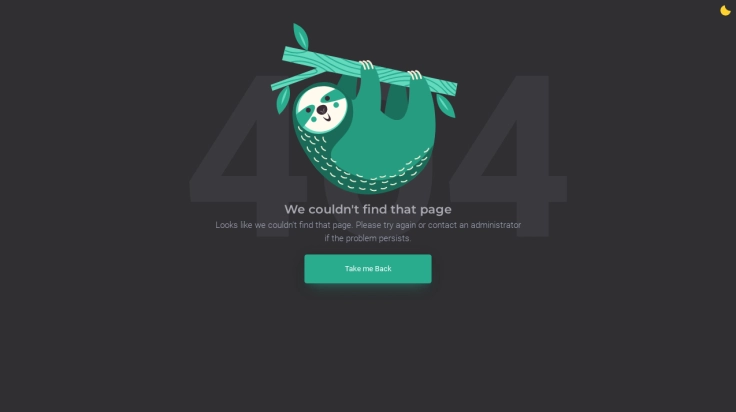 404
We couldn't find that page
Looks like we couldn't find that page. Please try again or contact an administrator
if the problem persists.
Take me Back